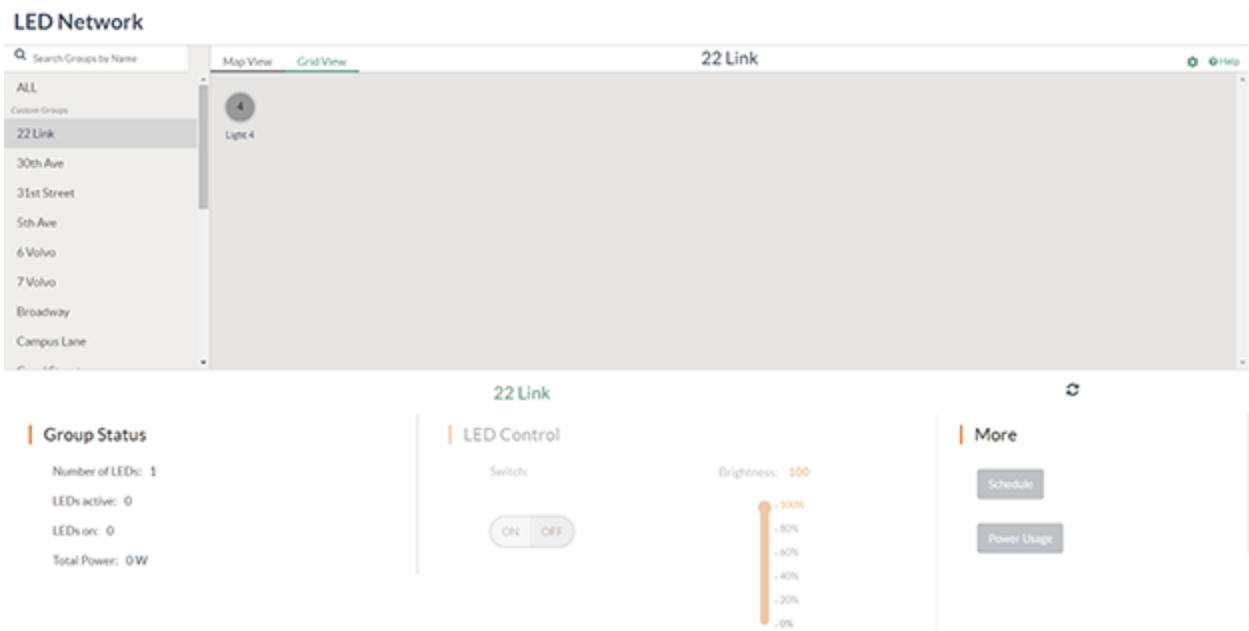 LED Network
Search Groups by Name
Map View Grid View
22 Link
Help
ALL
Custom Groups
22 Link
30th Ave
31st Street
5th Ave
6 Volvo
7 Volvo
Broadway
Campus Lane
4
Light 4
22 Link
Group Status
Number of LEDs: 1
LEDs active: 0
LEDs on: 0
Total Power: 0 W
LED Control
Switch:
ON OFF
Brightness: 100
100%
80%
60%
40%
20%
0%
More
Schedule
Power Usage